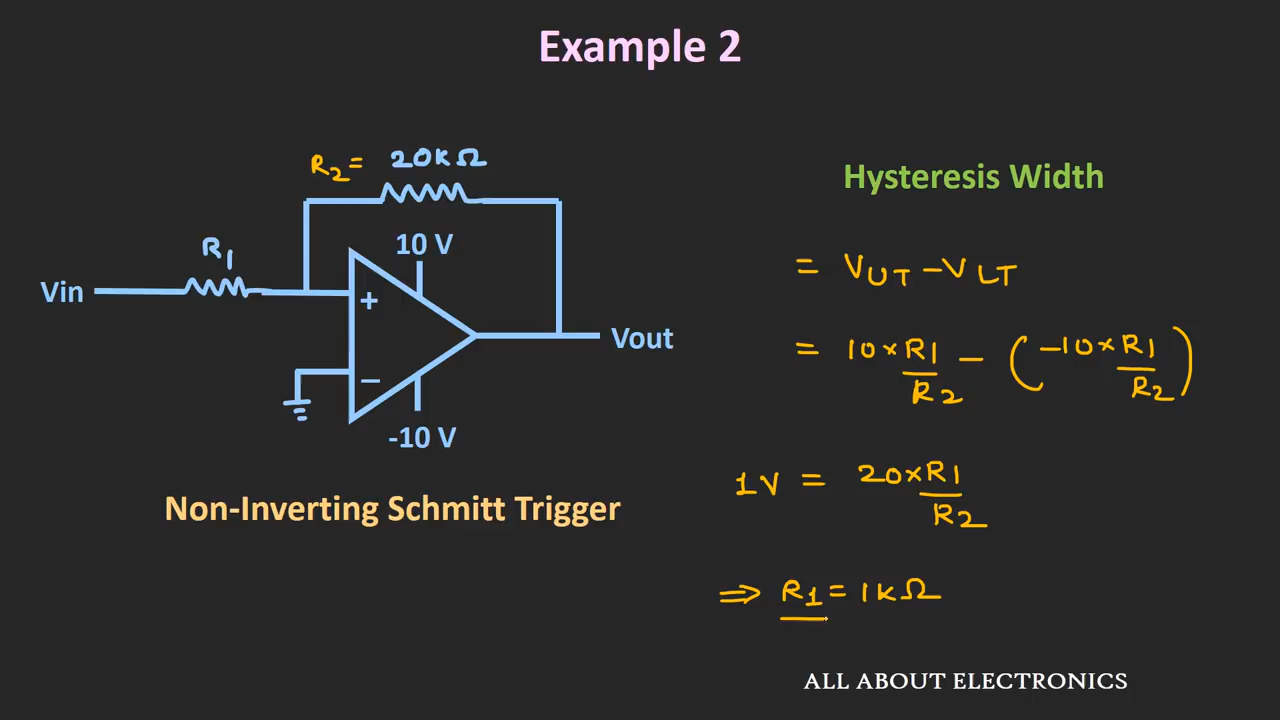 Example 2
R2 = 20kΩ
Hysteresis Width
R1
10 V
Vin
+
= VUT - VLT
Vout
= 10 × R1/R2 - (-10 × R1/R2)
-
-10 V
1V = 20 × R1/R2
Non-Inverting Schmitt Trigger
⇒ R1 = 1kΩ
ALL ABOUT ELECTRONICS